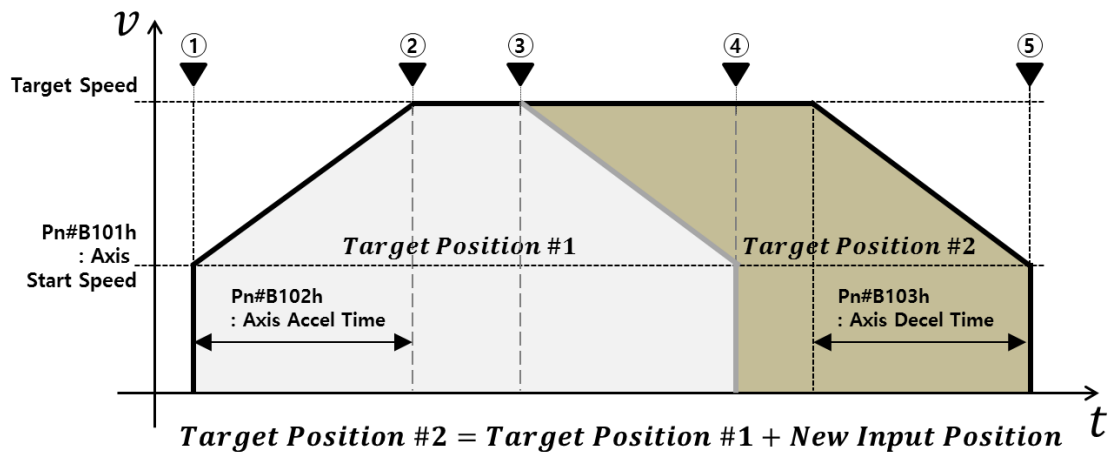 v
① ② ③ ④ ⑤
Target Speed
Pn#B101h
: Axis
Start Speed
Target Position #1
Target Position #2
Pn#B102h
: Axis Accel Time
Pn#B103h
: Axis Decel Time
t
Target Position #2 = Target Position #1 + New Input Position